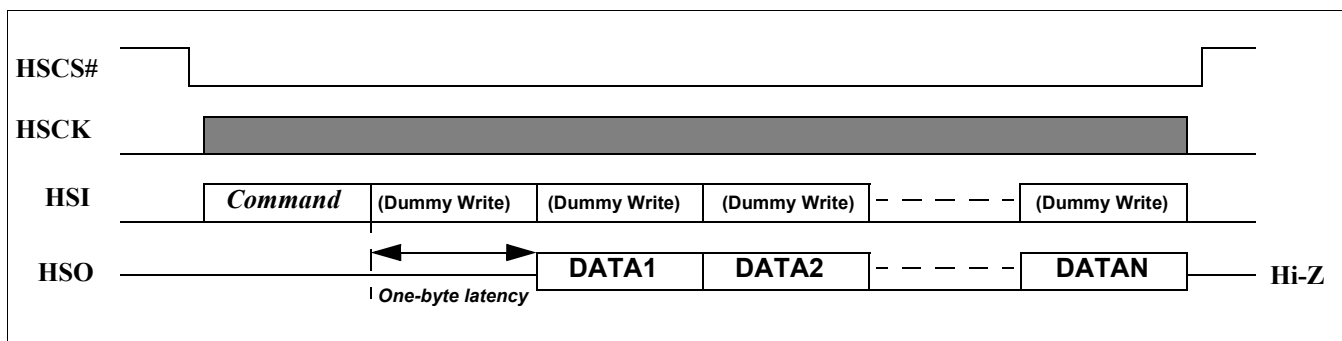 HSCS#
HSCK
HSI Command (Dummy Write) (Dummy Write) (Dummy Write) (Dummy Write)
HSO DATA1 DATA2 DATAN Hi-Z
One-byte latency